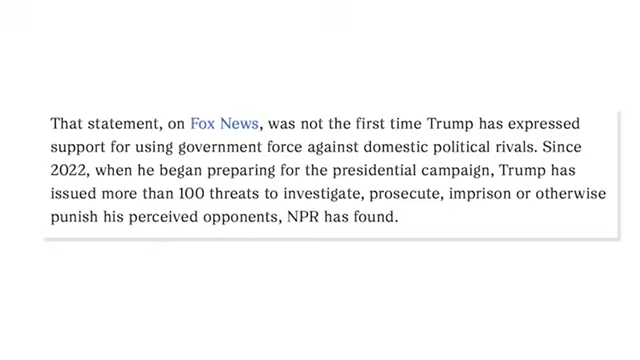 That statement, on Fox News, was not the first time Trump has expressed
support for using government force against domestic political rivals. Since
2022, when he began preparing for the presidential campaign, Trump has
issued more than 100 threats to investigate, prosecute, imprison or otherwise
punish his perceived opponents, NPR has found.